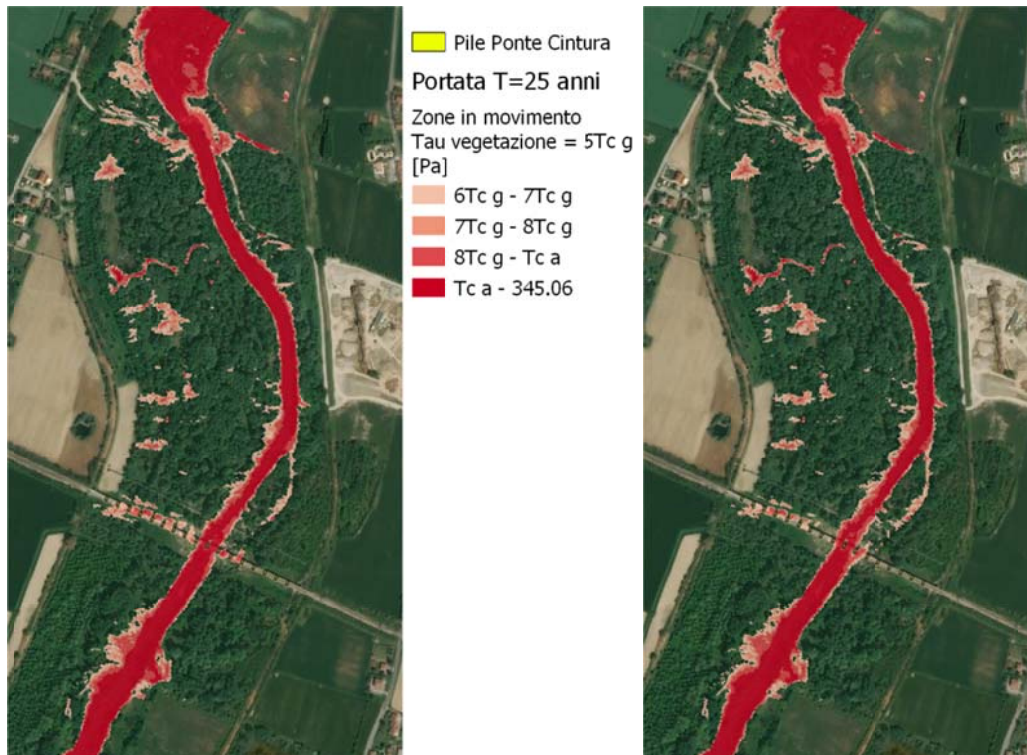 Pile Ponte Cintura
Portata T=25 anni
Zone in movimento
Tau vegetazione = 5Tc g
[Pa]
6Tc g - 7Tc g
7Tc g - 8Tc g
8Tc g - Tc a
Tc a - 345.06